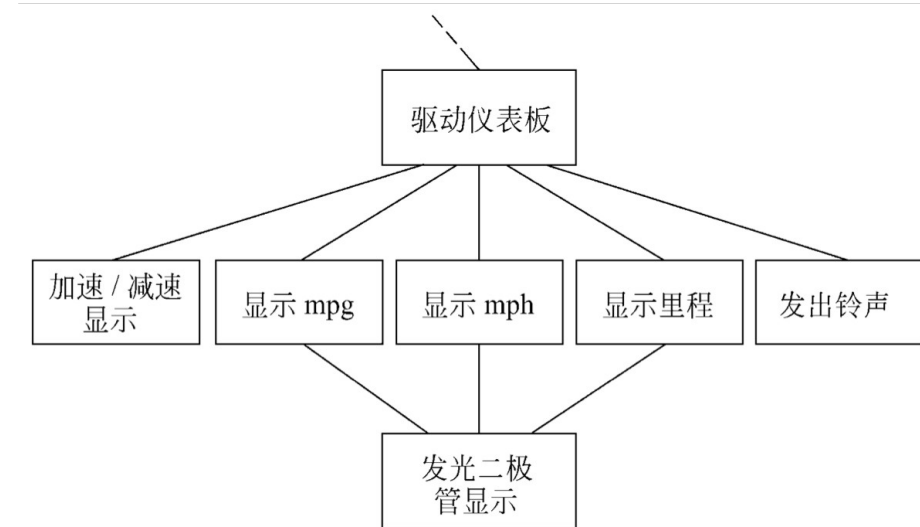 驱动仪表板
加速 / 减速
显示
显示 mpg
显示 mph
显示里程
发出铃声
发光二极
管显示